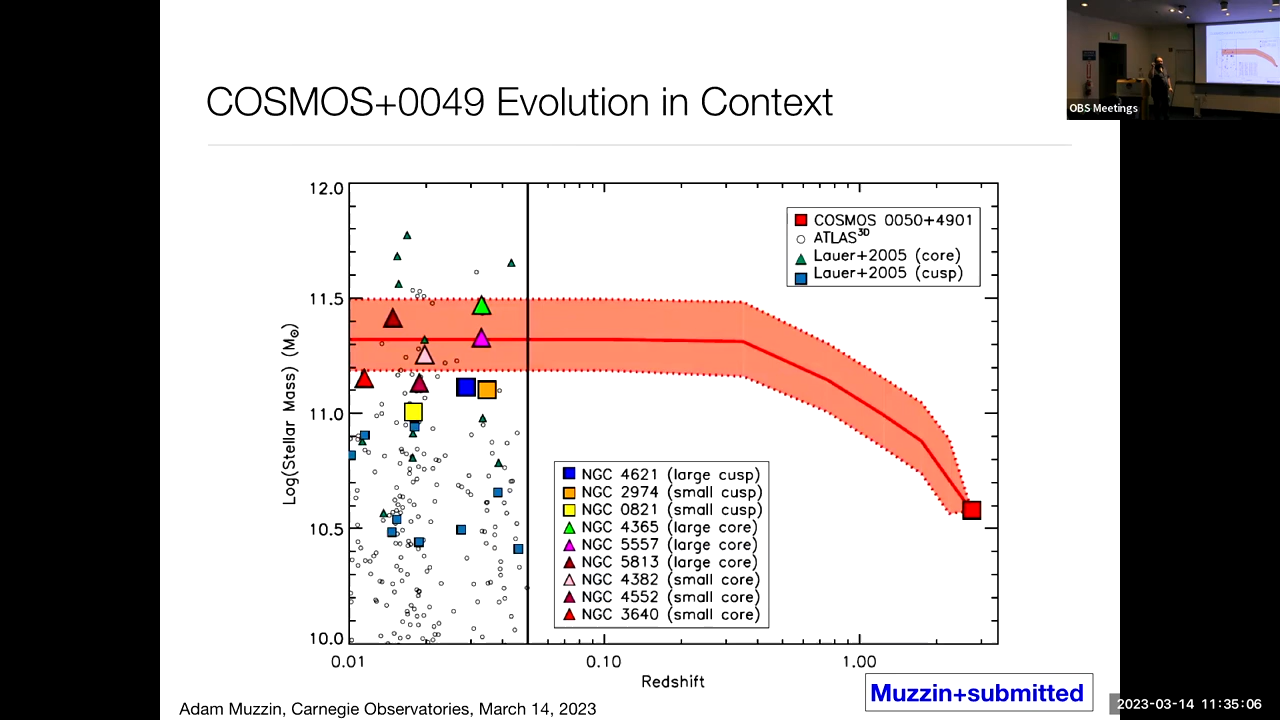 COSMOS+0049 Evolution in Context
OBS Meetings
COSMOS 0050+4901
ATLAS3D
Lauer+2005 (core)
Lauer+2005 (cusp)
NGC 4621 (large cusp)
NGC 2974 (small cusp)
NGC 0821 (small cusp)
NGC 4365 (large core)
NGC 5557 (large core)
NGC 5813 (large core)
NGC 4382 (small core)
NGC 4552 (small core)
NGC 3640 (small core)
12.0
11.5
11.0
10.5
10.0
Log(Stellar Mass) (M⊙)
0.01 0.10 1.00
Redshift
Muzzin+submitted
Adam Muzzin, Carnegie Observatories, March 14, 2023
2023-03-14 11:35:06